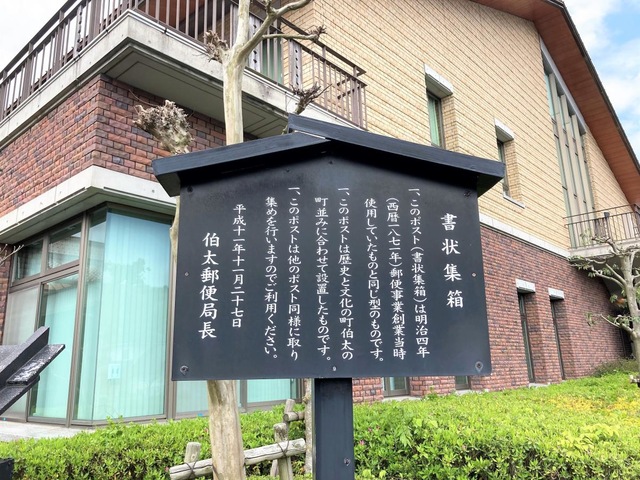 書状集箱
一、このポスト(書状集箱)は明治四年
(西暦一八七一年)郵便事業創業当時
使用していたものと同じ型のものです。
一、このポストは歴史と文化の町伯太の
町並みに合わせて設置したものです。
一、このポストは他のポスト同様に取り
集めを行いますのでご利用ください。
平成十一年十一月二十七日
伯太郵便局長